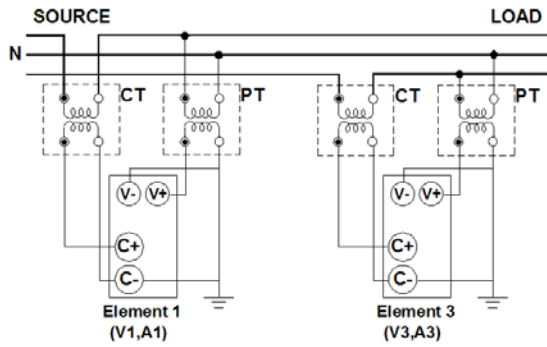 SOURCE LOAD
N
CT PT CT PT
V- V+ V- V+
C+ C+
C- C-
Element 1 Element 3
(V1,A1) (V3,A3)